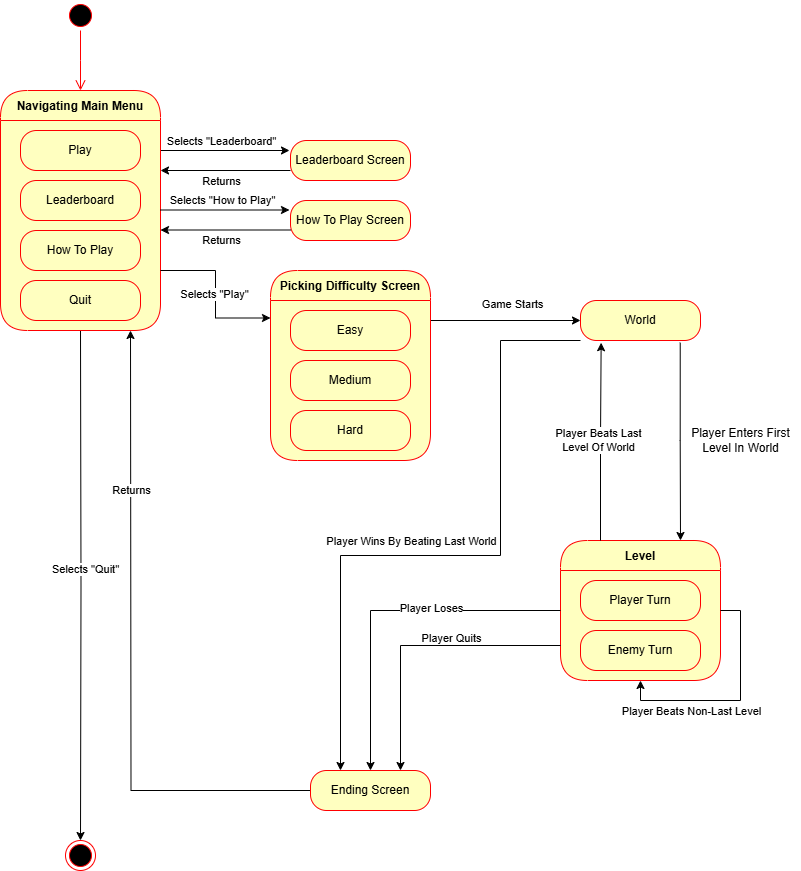 Navigating Main Menu
Play
Leaderboard
How To Play
Quit
Selects "Leaderboard"
Leaderboard Screen
Returns
Selects "How to Play"
How To Play Screen
Returns
Selects "Play"
Picking Difficulty Screen
Easy
Medium
Hard
Game Starts
World
Player Beats Last
Level Of World
Player Enters First
Level In World
Returns
Player Wins By Beating Last World
Selects "Quit"
Level
Player Turn
Enemy Turn
Player Loses
Player Quits
Player Beats Non-Last Level
Ending Screen